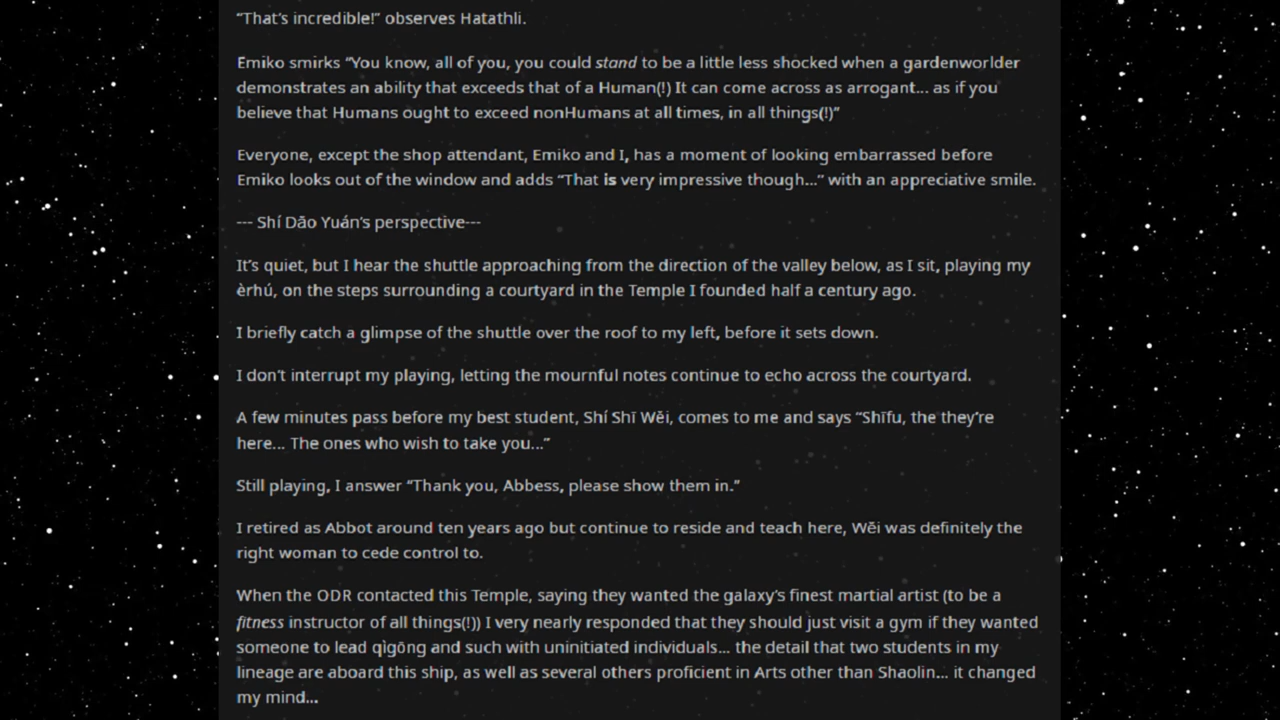 “That’s incredible!” observes Hatathli.
Emiko smirks “You know, all of you, you could stand to be a little less shocked when a gardenworlder
demonstrates an ability that exceeds that of a Human(!) It can come across as arrogant... as if you
believe that Humans ought to exceed nonHumans at all times, in all things(!)”
Everyone, except the shop attendant, Emiko and I, has a moment of looking embarrassed before
Emiko looks out of the window and adds “That is very impressive though...” with an appreciative smile.
--- Shí Dāo Yuán’s perspective---
It’s quiet, but I hear the shuttle approaching from the direction of the valley below, as I sit, playing my
èrhú, on the steps surrounding a courtyard in the Temple I founded half a century ago.
I briefly catch a glimpse of the shuttle over the roof to my left, before it sets down.
I don’t interrupt my playing, letting the mournful notes continue to echo across the courtyard.
A few minutes pass before my best student, Shí Shī Wěi, comes to me and says “Shīfu, the they’re
here... The ones who wish to take you...”
Still playing, I answer “Thank you, Abbess, please show them in.”
I retired as Abbot around ten years ago but continue to reside and teach here, Wěi was definitely the
right woman to cede control to.
When the ODR contacted this Temple, saying they wanted the galaxy’s finest martial artist (to be a
fitness instructor of all things(!)) I very nearly responded that they should just visit a gym if they wanted
someone to lead qìgōng and such with uninitiated individuals... the detail that two students in my
lineage are aboard this ship, as well as several others proficient in Arts other than Shaolin... it changed
my mind...